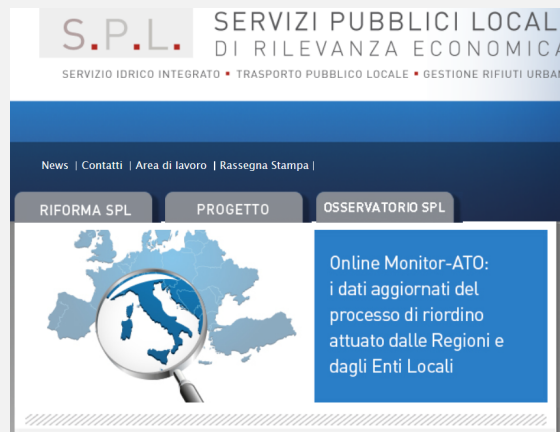 S.P.L. SERVIZI PUBBLICI LOCAL
DI RILEVANZA ECONOMICA
SERVIZIO IDRICO INTEGRATO ▪ TRASPORTO PUBBLICO LOCALE ▪ GESTIONE RIFIUTI URBAN
News | Contatti | Area di lavoro | Rassegna Stampa |
RIFORMA SPL PROGETTO OSSERVATORIO SPL
Online Monitor-ATO:
i dati aggiornati del
processo di riordino
attuato dalle Regioni e
dagli Enti Locali